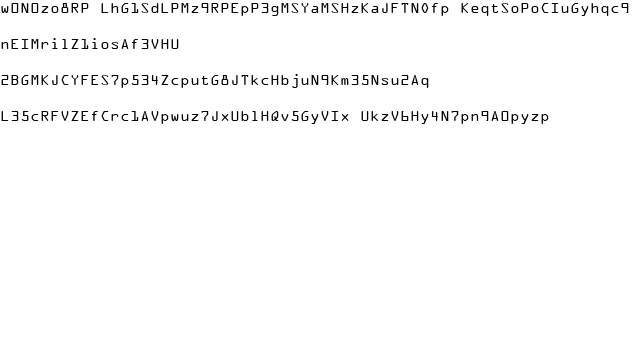 wONOzo8RP LhG1SdLPMz9RPEpP3gMSYaMSHzKaJFTN0fp KeqtSoPoCIuGyhqc9
nEIMrilZ1iosAf3VHU
2BGMKJCYFES7p534ZcputG8JTkcHbjuN9Km35Nsu2Aq
L35cRFVZEfCrc1AVpwuz7JxUblHQv5GyVIx UkzV6Hy4N7pn9AOpyzp